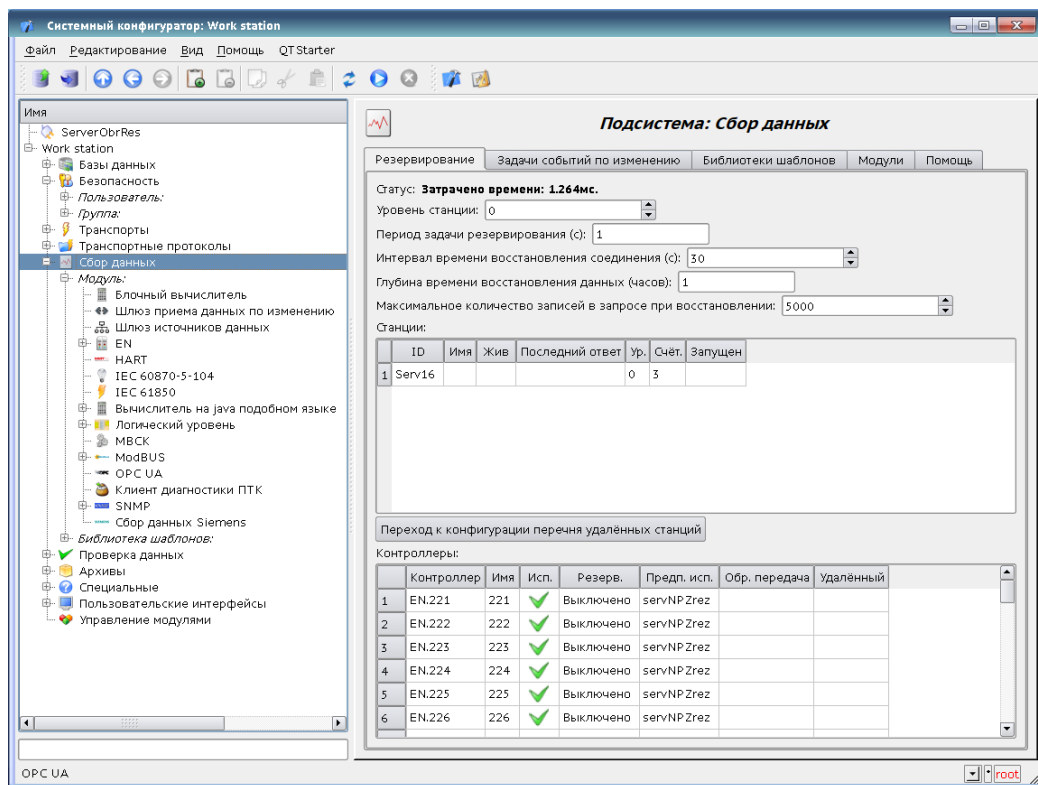 Системный конфигуратор: Work station
Файл Редактирование Вид Помощь QTStarter
Имя
ServerObrRes
Work station
Базы данных
Безопасность
Пользователь:
Группа:
Транспорты
Транспортные протоколы
Сбор данных
Модуль:
Блочный вычислитель
Шлюз приема данных по изменению
Шлюз источников данных
EN
HART
IEC 60870-5-104
IEC 61850
Вычислитель на java подобном языке
Логический уровень
МВСК
ModBUS
OPC UA
Клиент диагностики ПТК
SNMP
Сбор данных Siemens
Библиотека шаблонов:
Проверка данных
Архивы
Специальные
Пользовательские интерфейсы
Управление модулями
Подсистема: Сбор данных
Резервирование Задачи событий по изменению Библиотеки шаблонов Модули Помощь
Статус: Затрачено времени: 1.264мс.
Уровень станции: 0
Период задачи резервирования (с): 1
Интервал времени восстановления соединения (с): 30
Глубина времени восстановления данных (часов): 1
Максимальное количество записей в запросе при восстановлении: 5000
Станции:
ID Имя Жив Последний ответ Ур. Счёт. Запущен
1 Serv16 0 3
Переход к конфигурации перечня удалённых станций
Контроллеры:
Контроллер Имя Исп. Резерв. Предп. исп. Обр. передача Удалённый
1 EN.221 221 Выключено servNPZrez
2 EN.222 222 Выключено servNPZrez
3 EN.223 223 Выключено servNPZrez
4 EN.224 224 Выключено servNPZrez
5 EN.225 225 Выключено servNPZrez
6 EN.226 226 Выключено servNPZrez
OPC UA
root